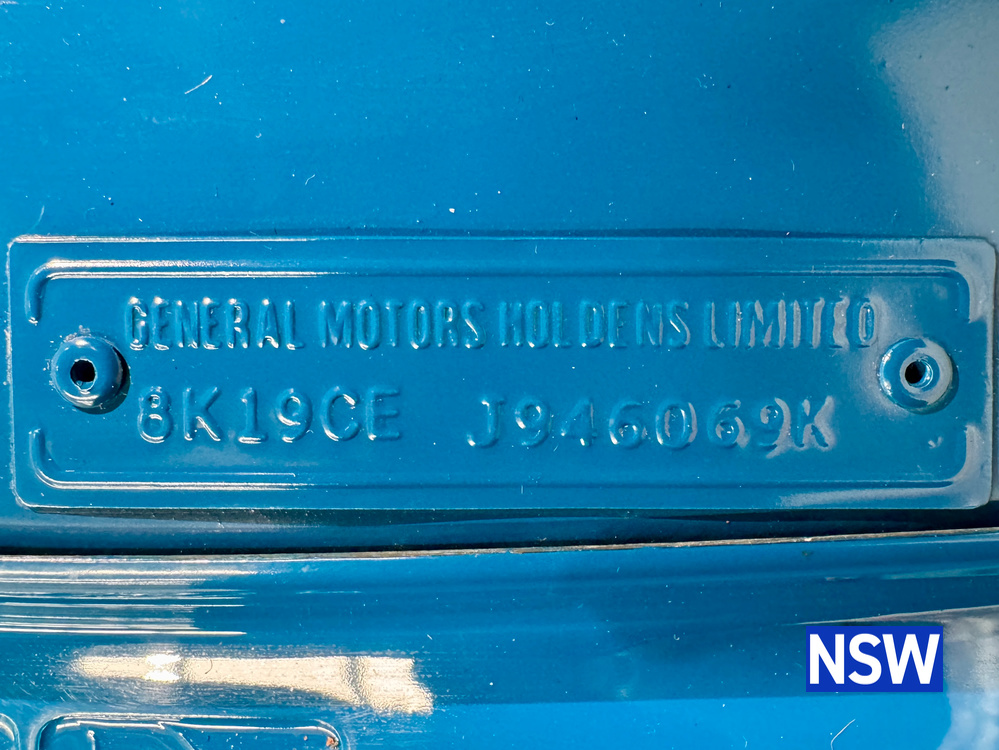 GENERAL MOTORS HOLDENS LIMITED
8K19CE J946069K
NSW